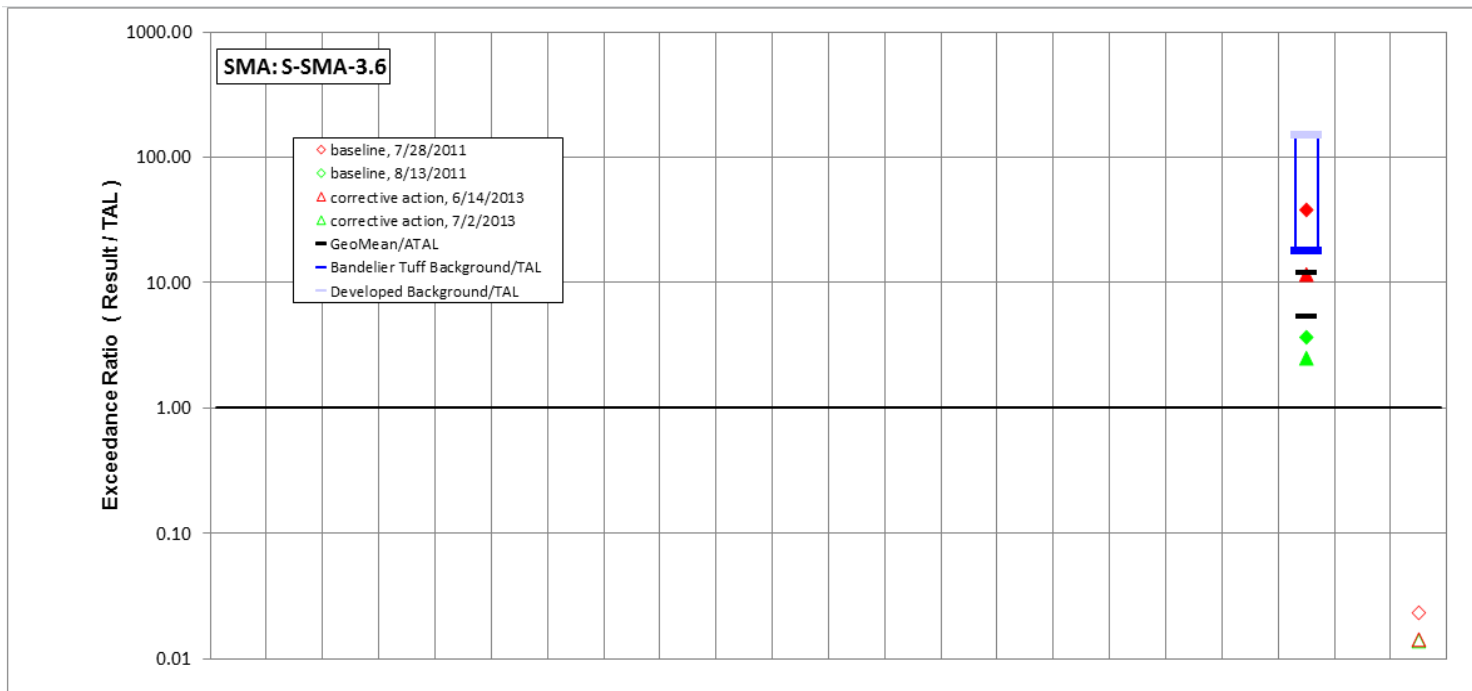 1000.00
SMA: S-SMA-3.6
baseline, 7/28/2011
baseline, 8/13/2011
corrective action, 6/14/2013
corrective action, 7/2/2013
GeoMean/ATAL
Bandelier Tuff Background/TAL
Developed Background/TAL
100.00
10.00
1.00
0.10
0.01
Exceedance Ratio ( Result / TAL )